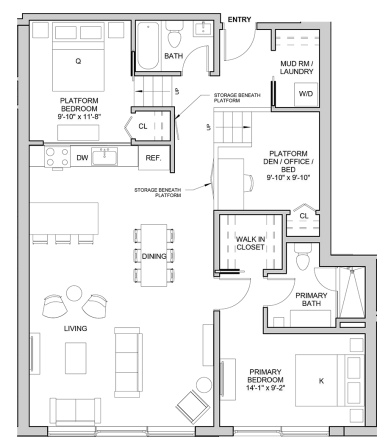 ENTRY
BATH
Q
PLATFORM
BEDROOM
9'-10" x 11'-8"
UP
STORAGE BENEATH
PLATFORM
MUD RM /
LAUNDRY
W/D
CL
UP
DW
REF.
PLATFORM
DEN / OFFICE /
BED
9'-10" x 9'-10"
STORAGE BENEATH
PLATFORM
CL
WALK IN
CLOSET
DINING
PRIMARY
BATH
LIVING
PRIMARY
BEDROOM
14'-1" x 9'-2"
K